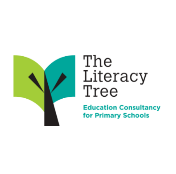 The
Literacy
Tree
Education Consultancy
for Primary Schools